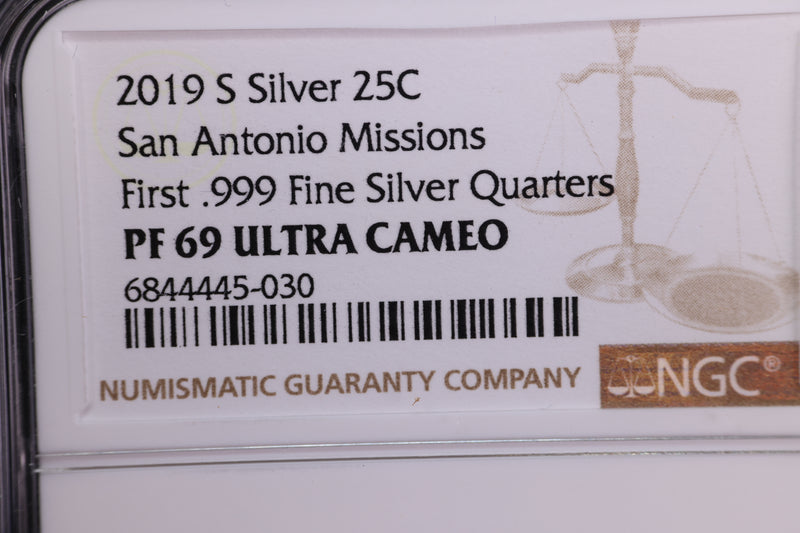 2019 S Silver 25C
San Antonio Missions
First .999 Fine Silver Quarters
PF 69 ULTRA CAMEO
6844445-030
NUMISMATIC GUARANTY COMPANY
NGC®